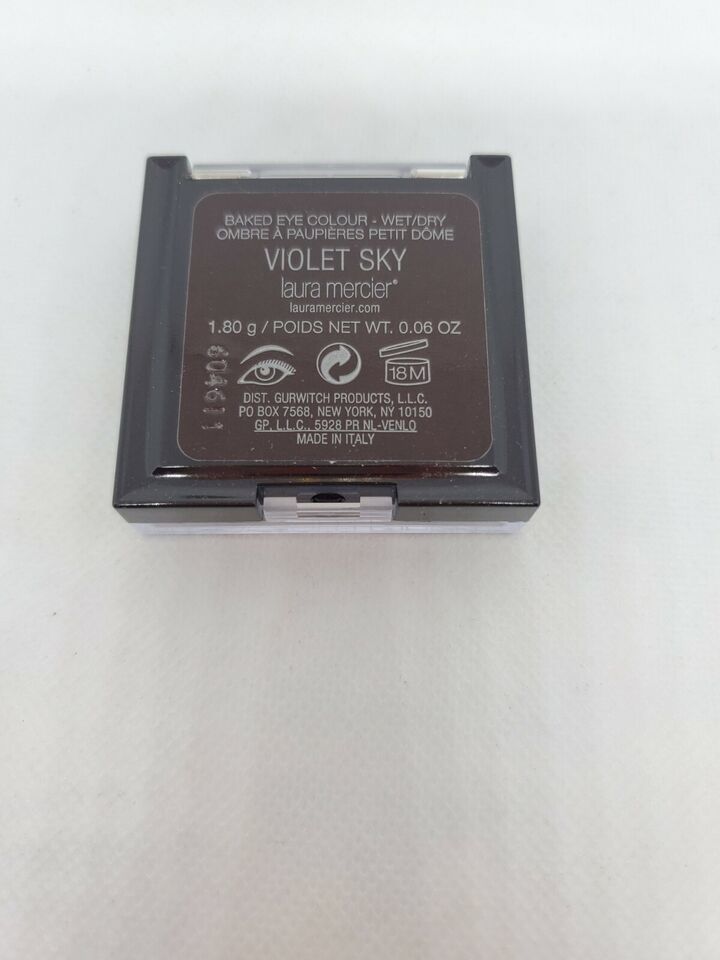 BAKED EYE COLOUR - WET/DRY
OMBRE À PAUPIÈRES PETIT DÔME
VIOLET SKY
laura mercier®
lauramercier.com
1.80 g / POIDS NET WT. 0.06 OZ
18M
DIST. GURWITCH PRODUCTS, L.L.C.
PO BOX 7568, NEW YORK, NY 10150
GP, L.L.C., 5928 PR NL-VENLO
MADE IN ITALY